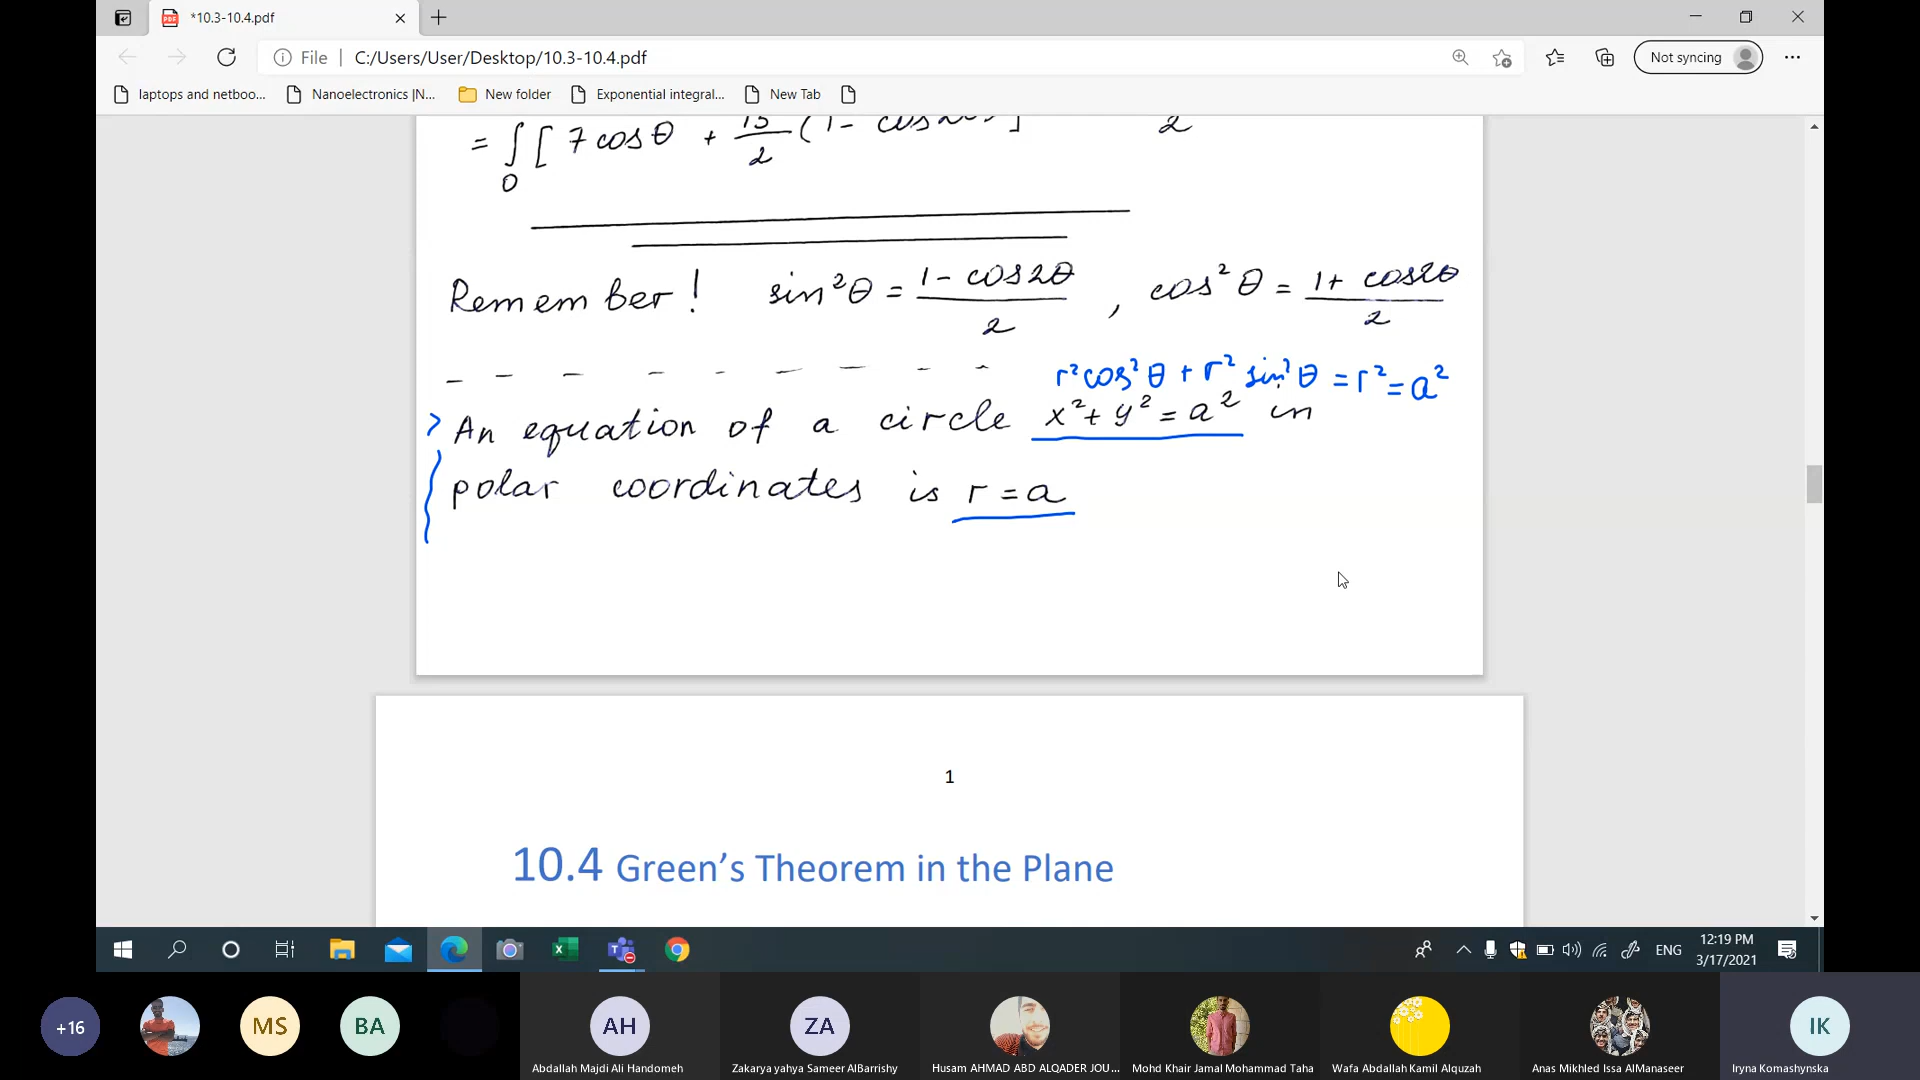 *10.3-10.4.pdf
File | C:/Users/User/Desktop/10.3-10.4.pdf
Not syncing
laptops and netboo... Nanoelectronics |N... New folder Exponential integral... New Tab
= ∫ [ 7 cos θ + 15/2 (1 - cos2θ) ] 2
0
Remember! sin²θ = (1 - cos2θ)/2 , cos²θ = (1 + cos2θ)/2
r²cos²θ + r² sin²θ = r² = a²
An equation of a circle x² + y² = a² in
polar coordinates is r = a
1
10.4 Green's Theorem in the Plane
ENG
12:19 PM
3/17/2021
+16 MS BA AH ZA IK
Abdallah Majdi Ali Handomeh Zakarya yahya Sameer AlBarrishy Husam AHMAD ABD ALQADER JOU... Mohd Khair Jamal Mohammad Taha Wafa Abdallah Kamil Alquzah Anas Mikhled Issa AlManaseer Iryna Komashynska